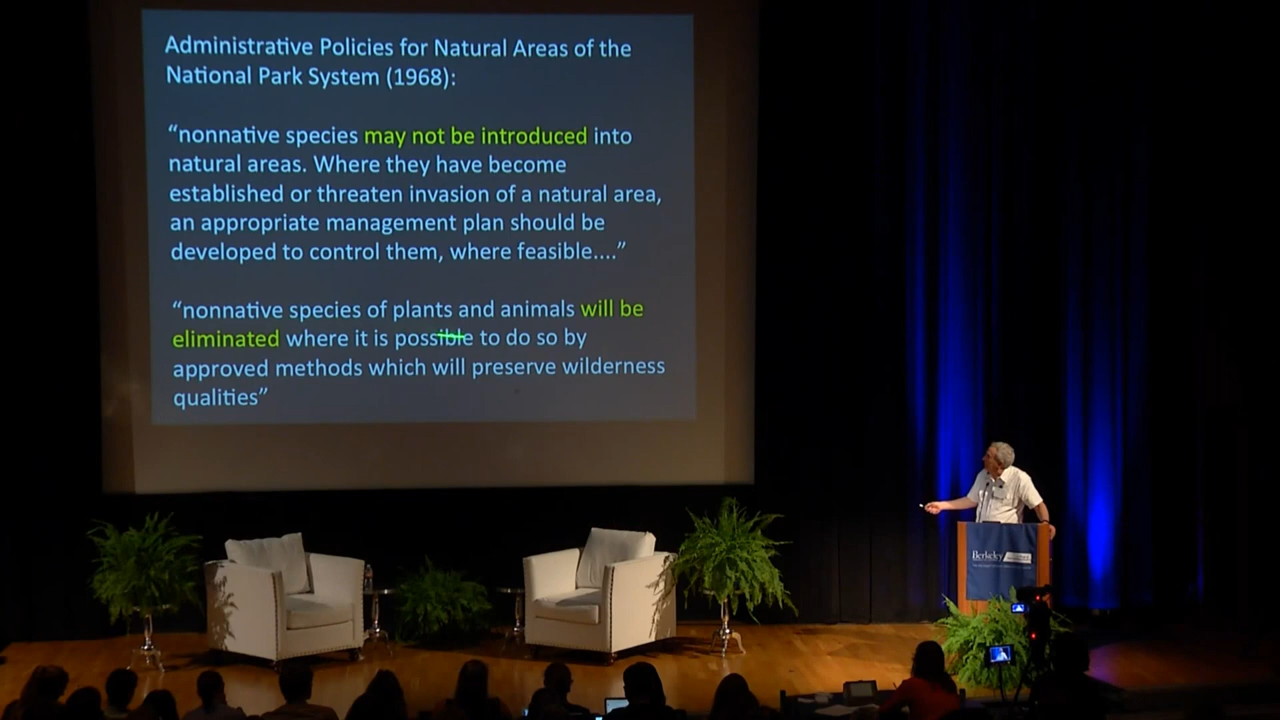 Administrative Policies for Natural Areas of the
National Park System (1968):
“nonnative species may not be introduced into
natural areas. Where they have become
established or threaten invasion of a natural area,
an appropriate management plan should be
developed to control them, where feasible....”
“nonnative species of plants and animals will be
eliminated where it is possible to do so by
approved methods which will preserve wilderness
qualities”
Berkeley